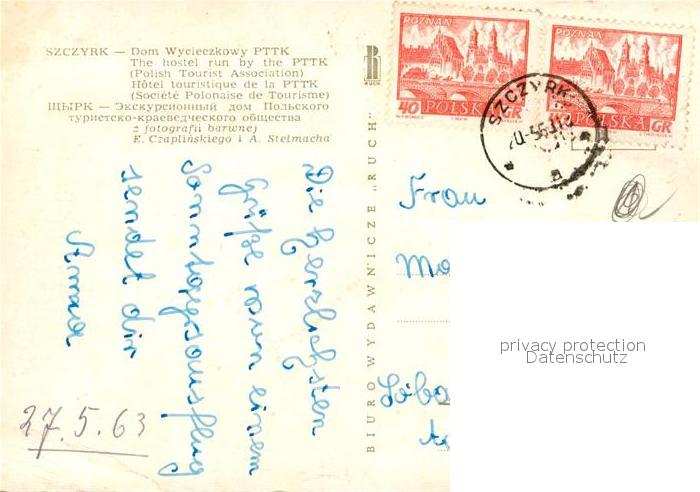 SZCZYRK — Dom Wycieczkowy PTTK
The hostel run by the PTTK
(Polish Tourist Association)
Hôtel touristique de la PTTK
(Société Polonaise de Tourisme)
ЩЫРК — Экскурсионный дом Польского
туристско-краеведческого общества
z fotografii barwnej
E. Czaplińskiego i A. Stelmacha
RUCH
BIURO WYDAWNICZE „RUCH"
POZNAŃ
40 POLSKA GR
POZNAŃ
POLSKA GR
SZCZYRK
Die herzlichsten
Grüße von einem
Sonntagsausflug
sendet dir
27.5.63
Frau
Löba
privacy protection
Datenschutz